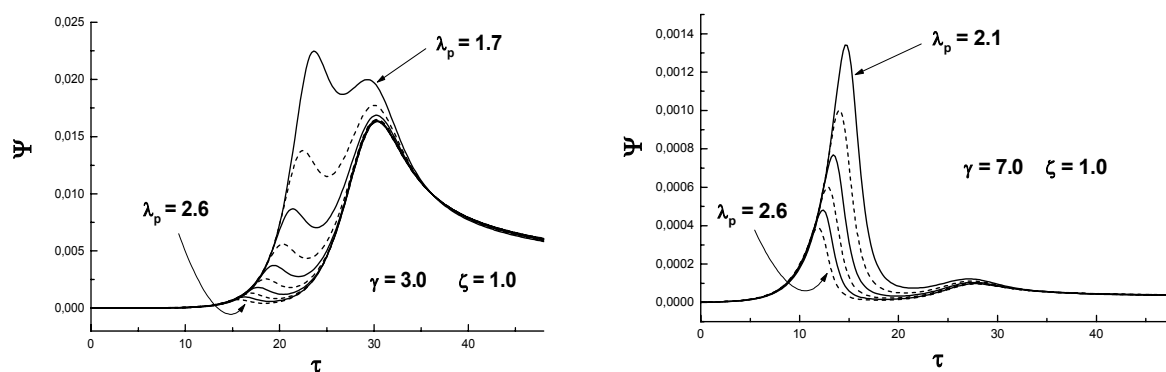 0,025
0,020
0,015
0,010
0,005
0,000
Ψ
λp = 1.7
λp = 2.6
γ = 3.0 ζ = 1.0
0 10 20 30 40
τ
0,0014
0,0012
0,0010
0,0008
0,0006
0,0004
0,0002
0,0000
Ψ
λp = 2.1
γ = 7.0 ζ = 1.0
λp = 2.6
0 10 20 30 40
τ